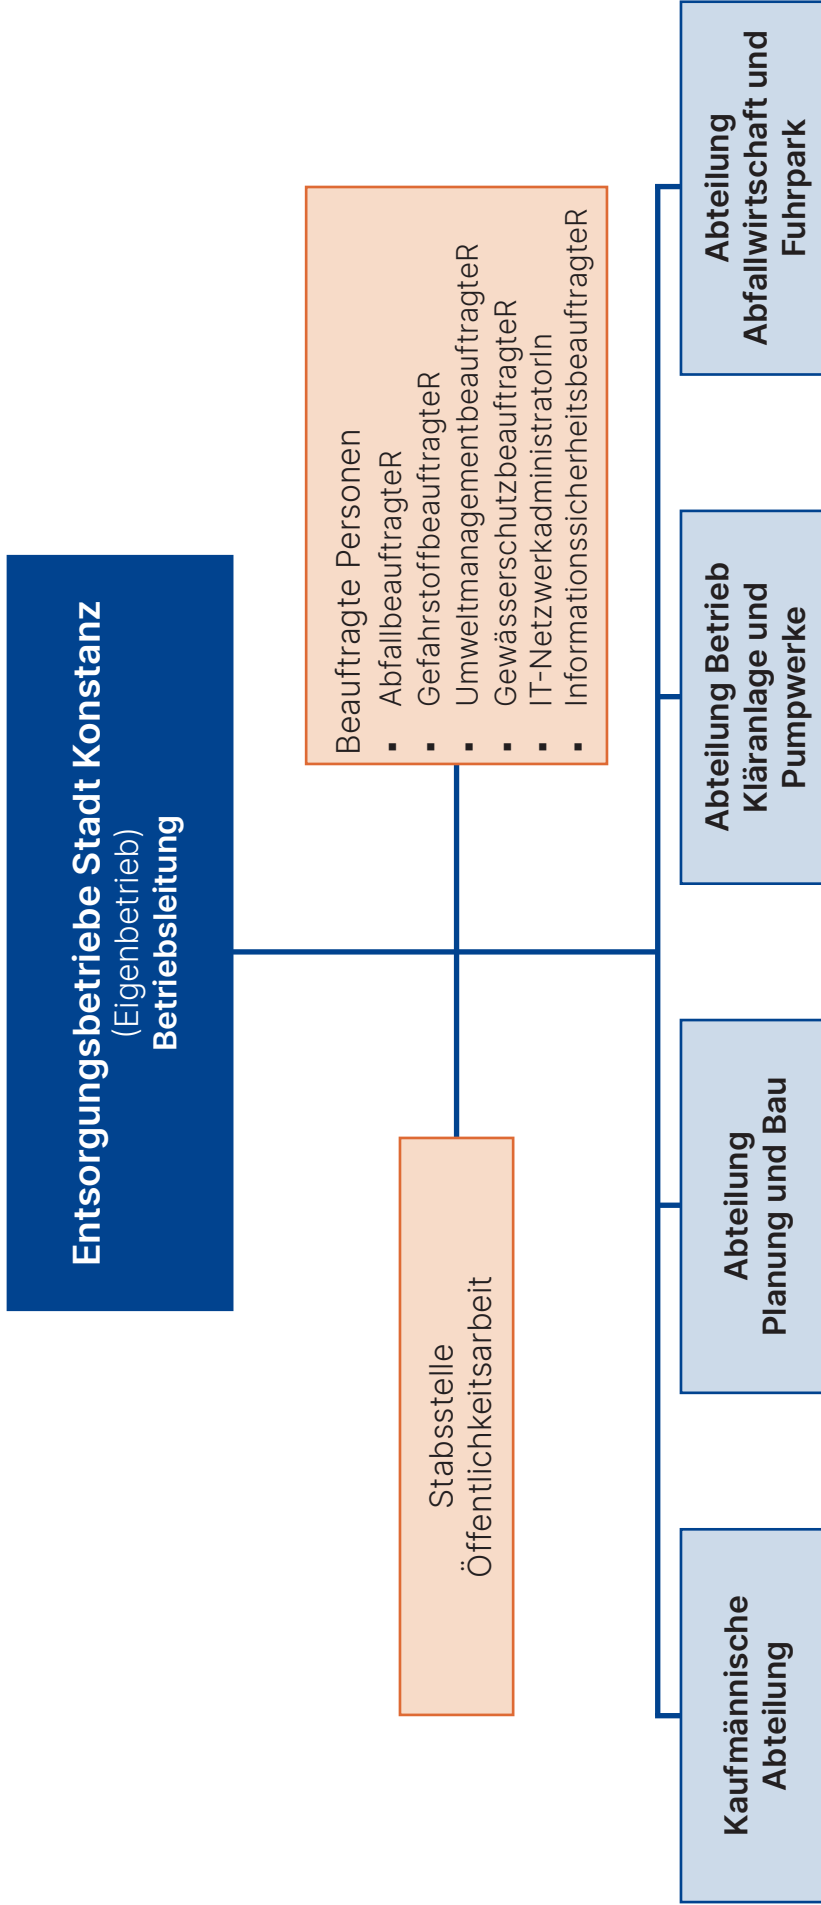 Entsorgungsbetriebe Stadt Konstanz
(Eigenbetrieb)
Betriebsleitung
Stabsstelle
Öffentlichkeitsarbeit
Beauftragte Personen
▪ AbfallbeauftragteR
▪ GefahrstoffbeauftragteR
▪ UmweltmanagementbeauftragteR
▪ GewässerschutzbeauftragteR
▪ IT-NetzwerkadministratorIn
▪ InformationssicherheitsbeauftragteR
Kaufmännische
Abteilung
Abteilung
Planung und Bau
Abteilung Betrieb
Kläranlage und
Pumpwerke
Abteilung
Abfallwirtschaft und
Fuhrpark